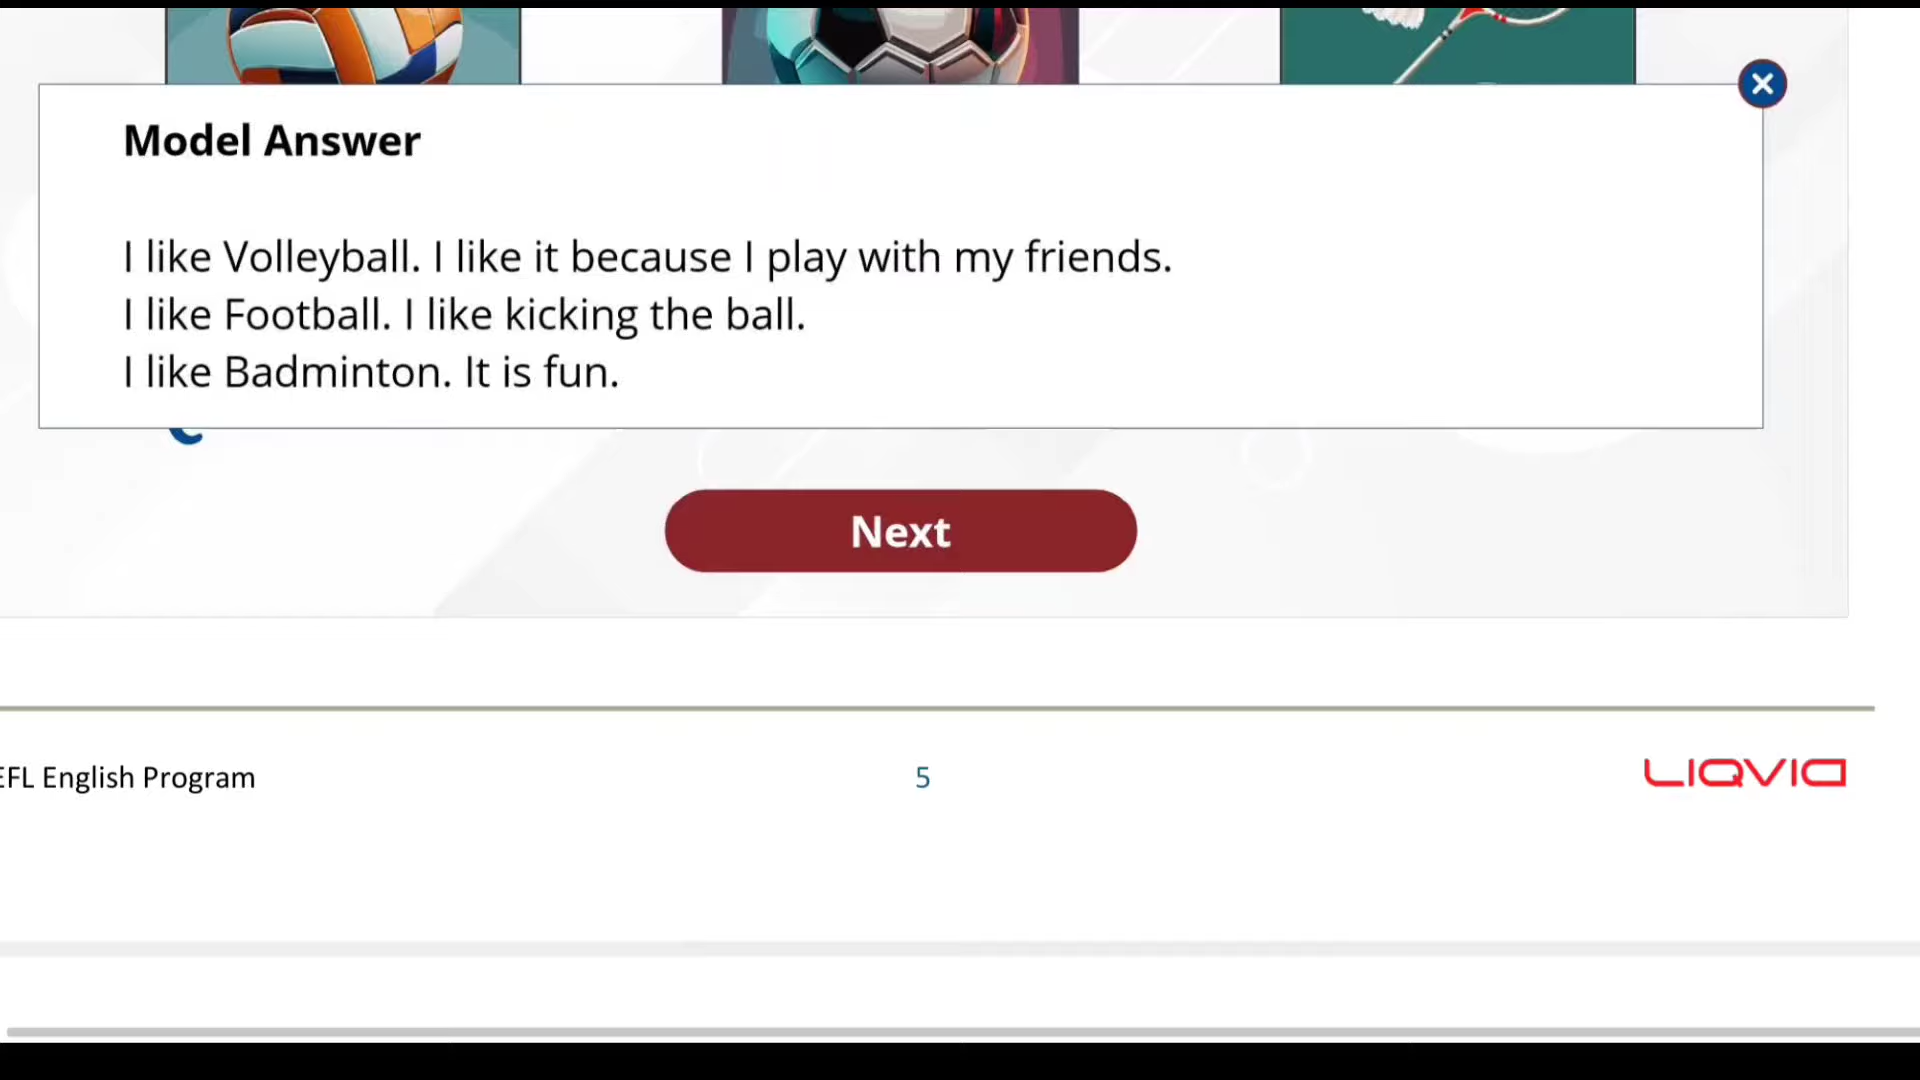 Model Answer
I like Volleyball. I like it because I play with my friends.
I like Football. I like kicking the ball.
I like Badminton. It is fun.
Next
EFL English Program
5
LIQVIA